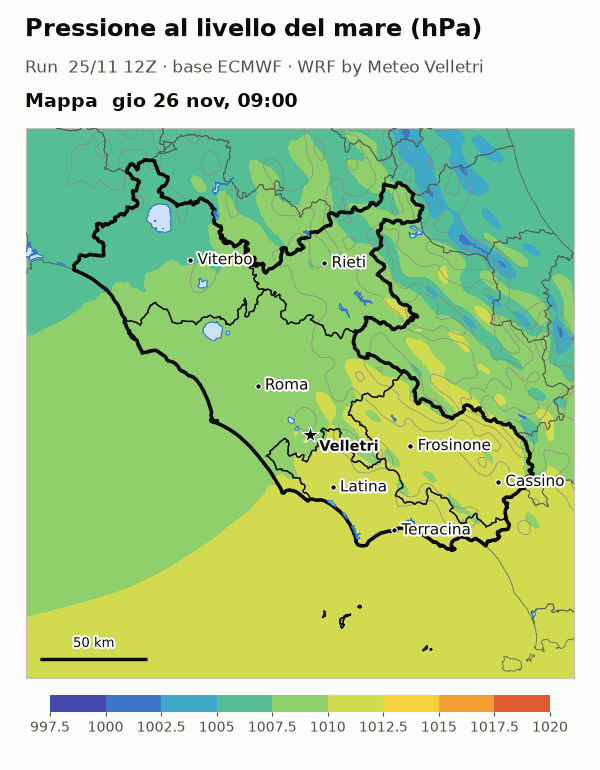 Pressione al livello del mare (hPa)
Run  25/11 12Z · base ECMWF · WRF by Meteo Velletri
Mappa  gio 26 nov, 09:00
Viterbo
Rieti
Roma
Velletri
Frosinone
Latina
Cassino
Terracina
50 km
997.5 1000 1002.5 1005 1007.5 1010 1012.5 1015 1017.5 1020